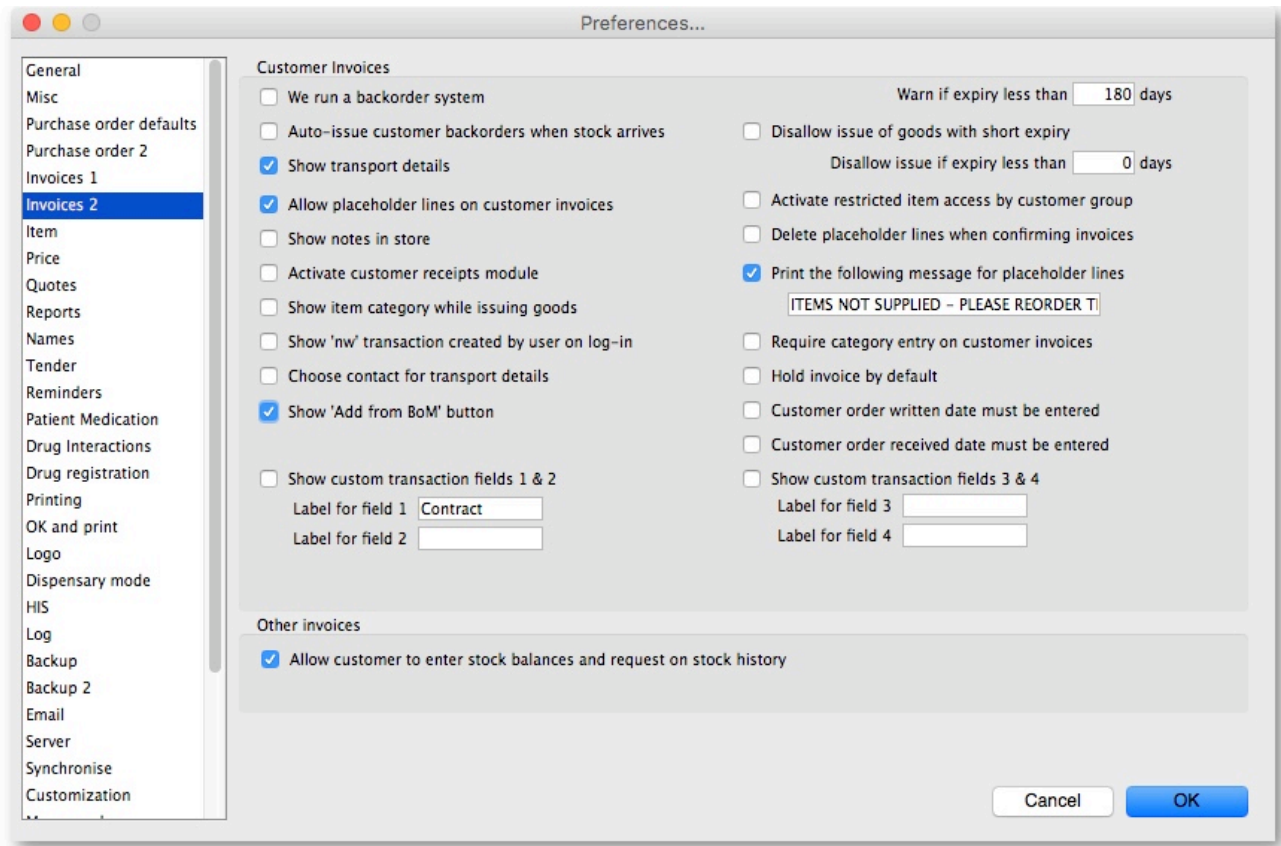 Preferences...
General
Misc
Purchase order defaults
Purchase order 2
Invoices 1
Invoices 2
Item
Price
Quotes
Reports
Names
Tender
Reminders
Patient Medication
Drug Interactions
Drug registration
Printing
OK and print
Logo
Dispensary mode
HIS
Log
Backup
Backup 2
Email
Server
Synchronise
Customization
Customer Invoices
We run a backorder system
Auto-issue customer backorders when stock arrives
Show transport details
Allow placeholder lines on customer invoices
Show notes in store
Activate customer receipts module
Show item category while issuing goods
Show 'nw' transaction created by user on log-in
Choose contact for transport details
Show 'Add from BoM' button
Show custom transaction fields 1 & 2
Label for field 1 Contract
Label for field 2
Warn if expiry less than 180 days
Disallow issue of goods with short expiry
Disallow issue if expiry less than 0 days
Activate restricted item access by customer group
Delete placeholder lines when confirming invoices
Print the following message for placeholder lines
ITEMS NOT SUPPLIED - PLEASE REORDER
Require category entry on customer invoices
Hold invoice by default
Customer order written date must be entered
Customer order received date must be entered
Show custom transaction fields 3 & 4
Label for field 3
Label for field 4
Other invoices
Allow customer to enter stock balances and request on stock history
Cancel
OK